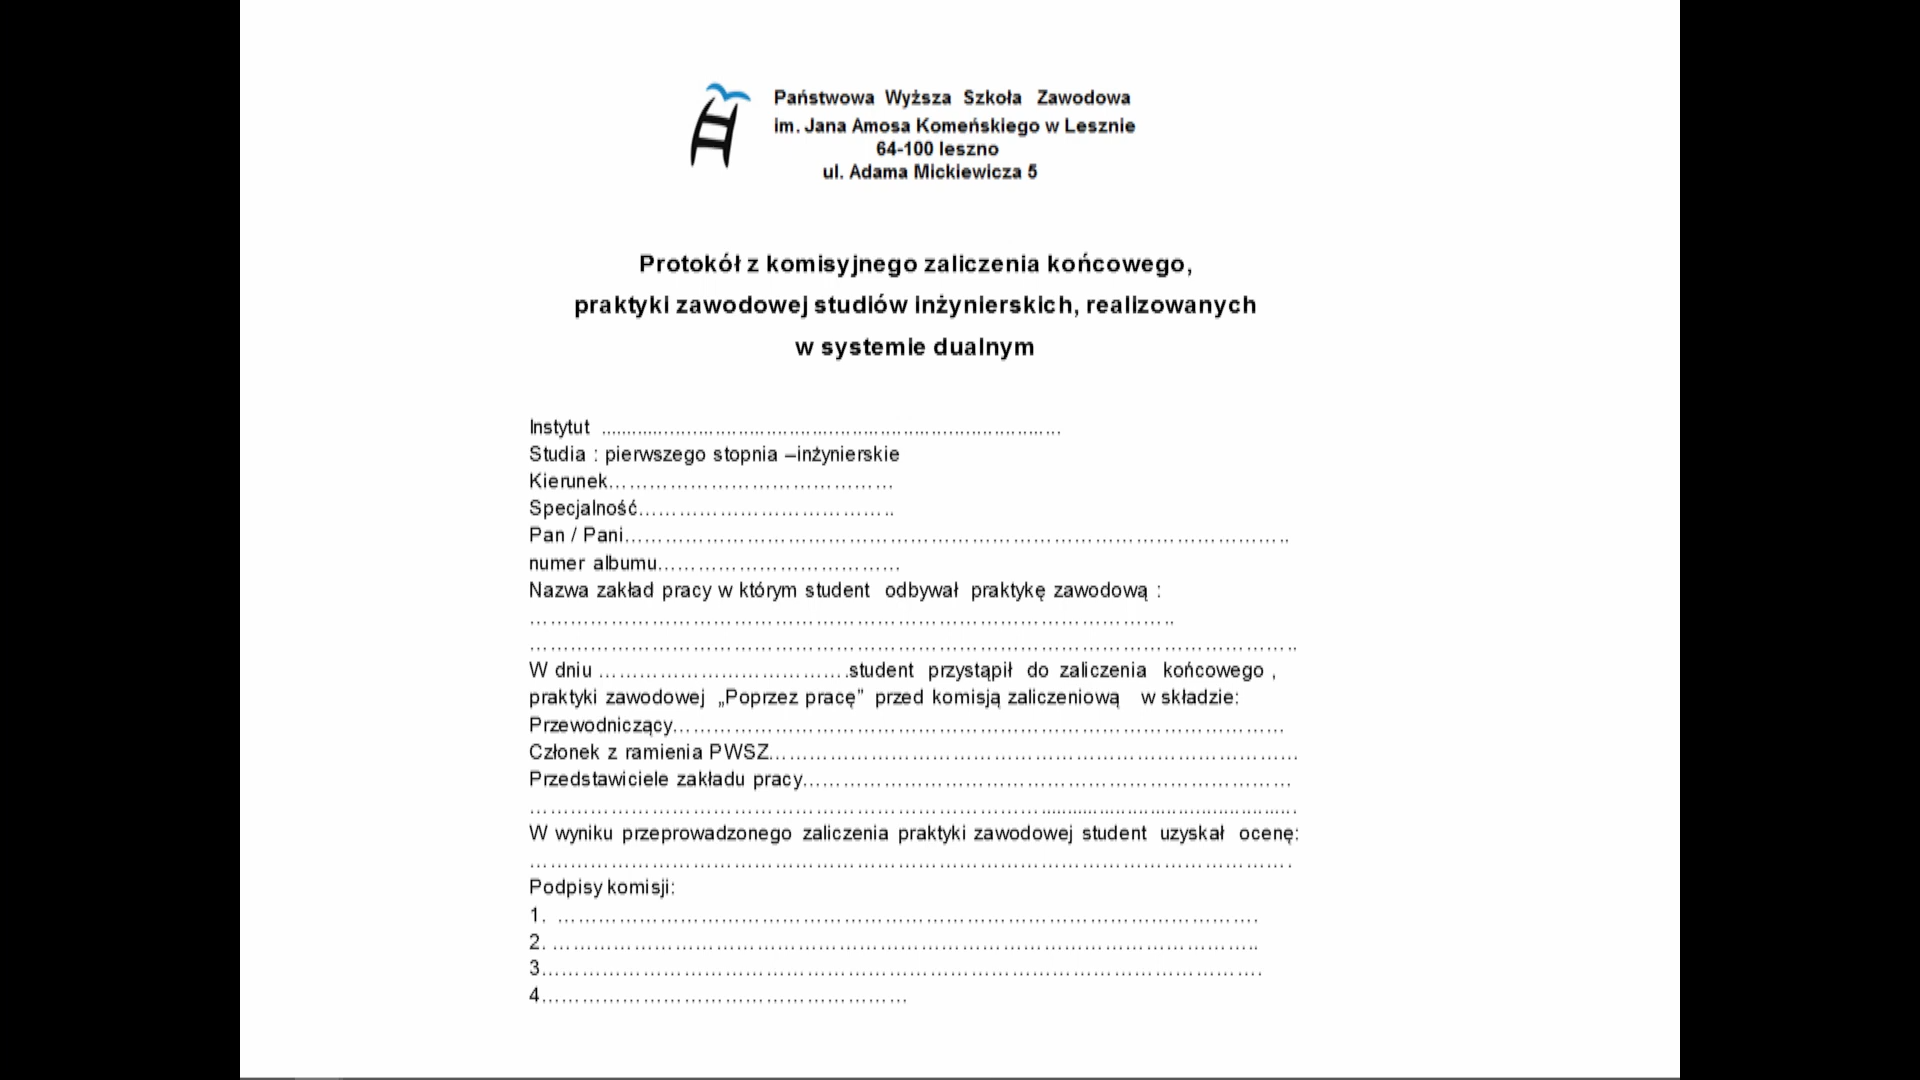 Państwowa Wyższa Szkoła Zawodowa
im. Jana Amosa Komeńskiego w Lesznie
64-100 leszno
ul. Adama Mickiewicza 5
Protokół z komisyjnego zaliczenia końcowego,
praktyki zawodowej studiów inżynierskich, realizowanych
w systemie dualnym
Instytut ..............................................................................
Studia : pierwszego stopnia –inżynierskie
Kierunek……………………………………
Specjalność………………………………..
Pan / Pani……………………………………………………………………………………..
numer albumu………………………………
Nazwa zakład pracy w którym student odbywał praktykę zawodową :
…………………………………………………………………………………..
…………………………………………………………………………………………………..
W dniu ……………………………….student przystąpił do zaliczenia końcowego ,
praktyki zawodowej „Poprzez pracę” przed komisją zaliczeniową w składzie:
Przewodniczący………………………………………………………………………………
Członek z ramienia PWSZ……………………………………………………………………
Przedstawiciele zakładu pracy………………………………………………………………
…………………………………………………………………...........................................
W wyniku przeprowadzonego zaliczenia praktyki zawodowej student uzyskał ocenę:
………………………………………………………………………………………………….
Podpisy komisji:
1. ………………………………………………………………………………………….
2. …………………………………………………………………………………………..
3…………………………………………………………………………………………….
4………………………………………………